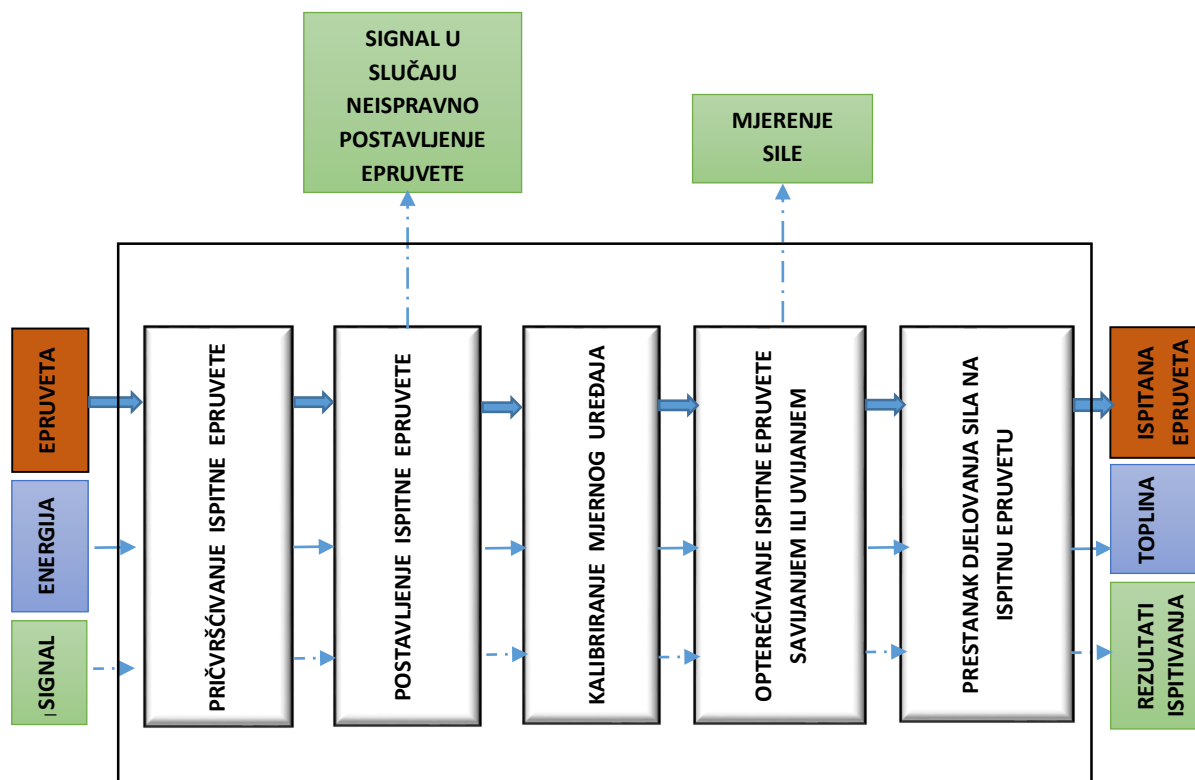 SIGNAL U
SLUČAJU
NEISPRAVNO
POSTAVLJENJE
EPRUVETE
MJERENJE
SILE
EPRUVETA
ENERGIJA
SIGNAL
PRIČVRŠĆIVANJE ISPITNE EPRUVETE
POSTAVLJENJE ISPITNE EPRUVETE
KALIBRIRANJE MJERNOG UREĐAJA
OPTEREĆIVANJE ISPITNE EPRUVETE
SAVIJANJEM ILI UVIJANJEM
PRESTANAK DJELOVANJA SILA NA
ISPITNU EPRUVETU
ISPITANA
EPRUVETA
TOPLINA
REZULTATI
ISPITIVANJA